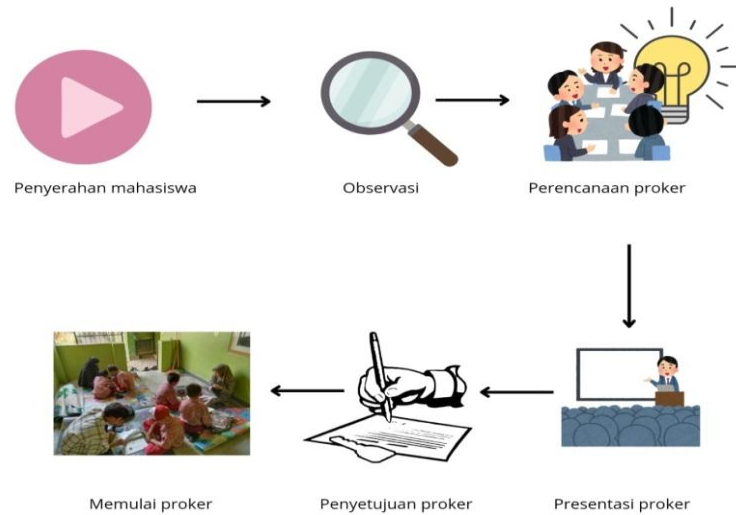 Penyerahan mahasiswa
Observasi
Perencanaan proker
Presentasi proker
Penyetujuan proker
Memulai proker